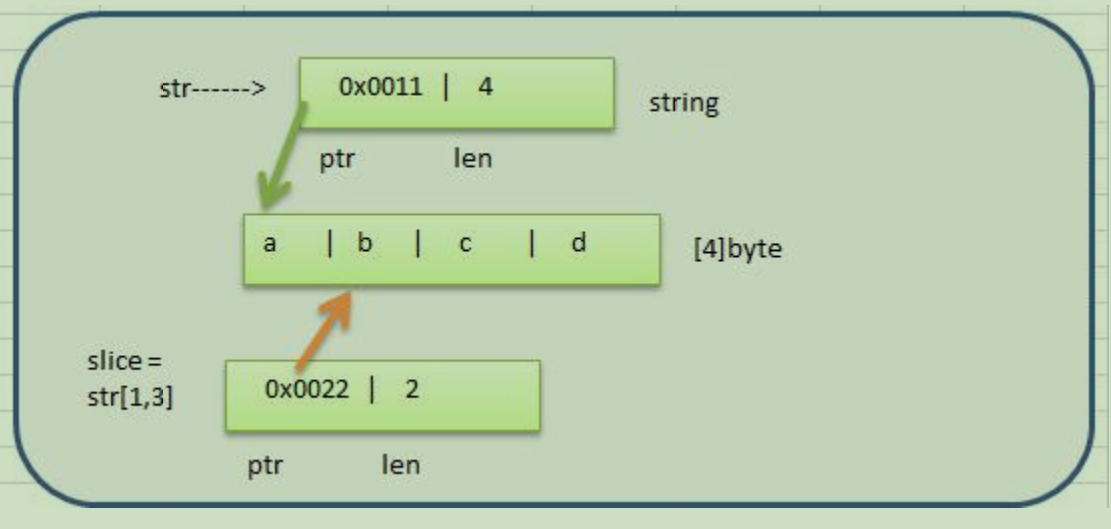 str------> 0x0011 | 4 string
ptr len
a | b | c | d [4]byte
slice =
str[1,3] 0x0022 | 2
ptr len